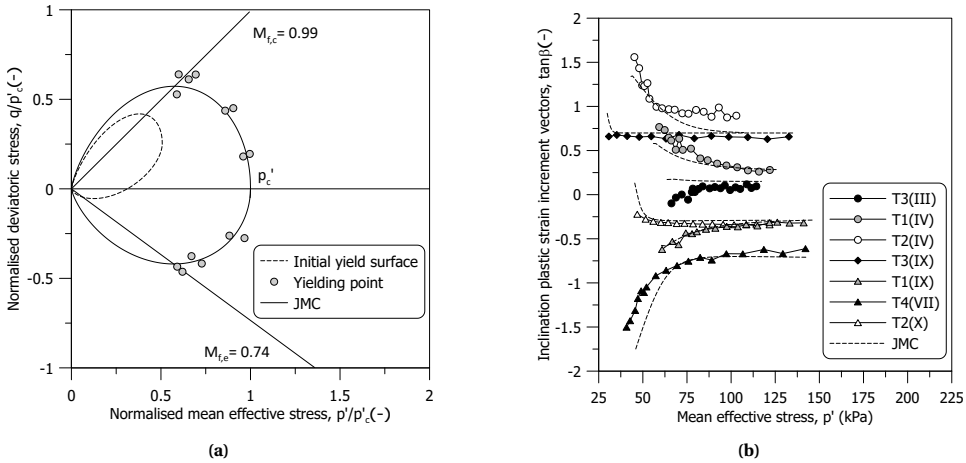 1
0.5
0
-0.5
-1
Normalised deviatoric stress, q/p'c(-)
M f,c = 0.99
pc'
M f,e = 0.74
Initial yield surface
Yielding point
JMC
0 0.5 1 1.5 2
Normalised mean effective stress, p'/p'c(-)
(a)
2
1.5
1
0.5
0
-0.5
-1
-1.5
-2
Inclination plastic strain increment vectors, tanβ(-)
T3(III)
T1(IV)
T2(IV)
T3(IX)
T1(IX)
T4(VII)
T2(X)
JMC
25 50 75 100 125 150 175 200 225
Mean effective stress, p' (kPa)
(b)